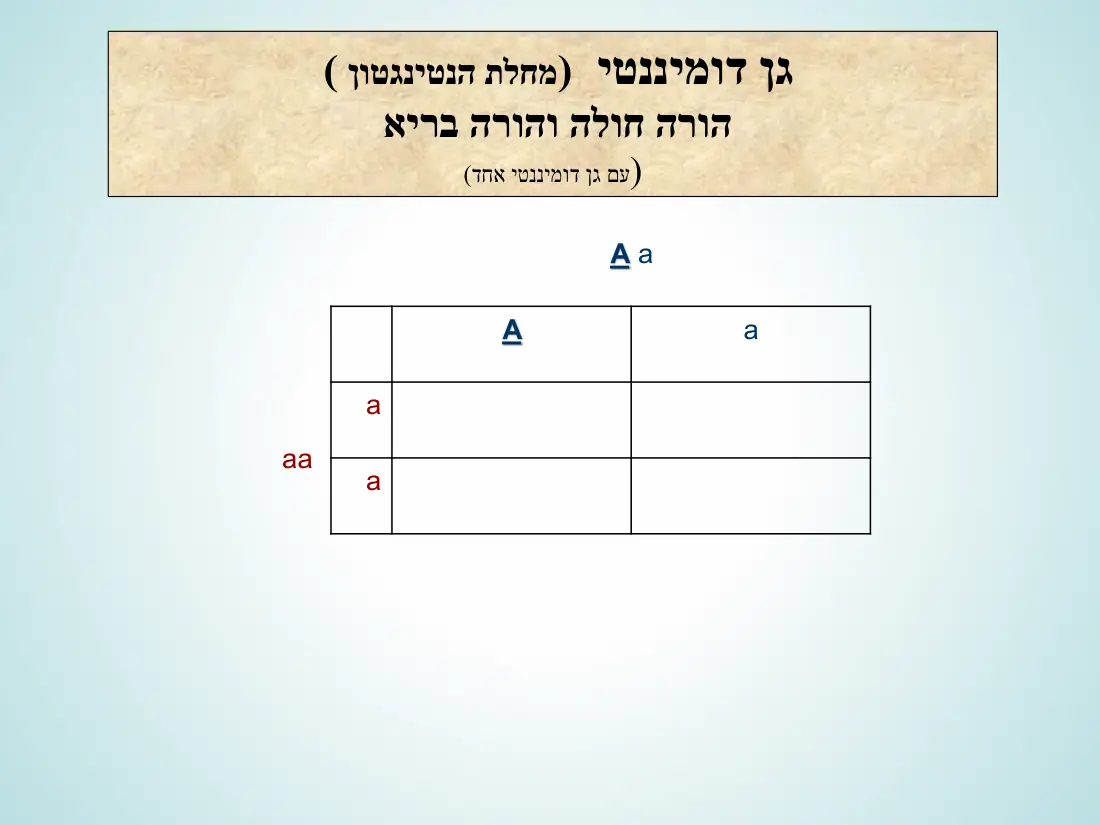 גן דומיננטי (מחלת הנטינגטון )
הורה חולה והורה בריא
(עם גן דומיננטי אחד)
A a
A a
a
aa
a